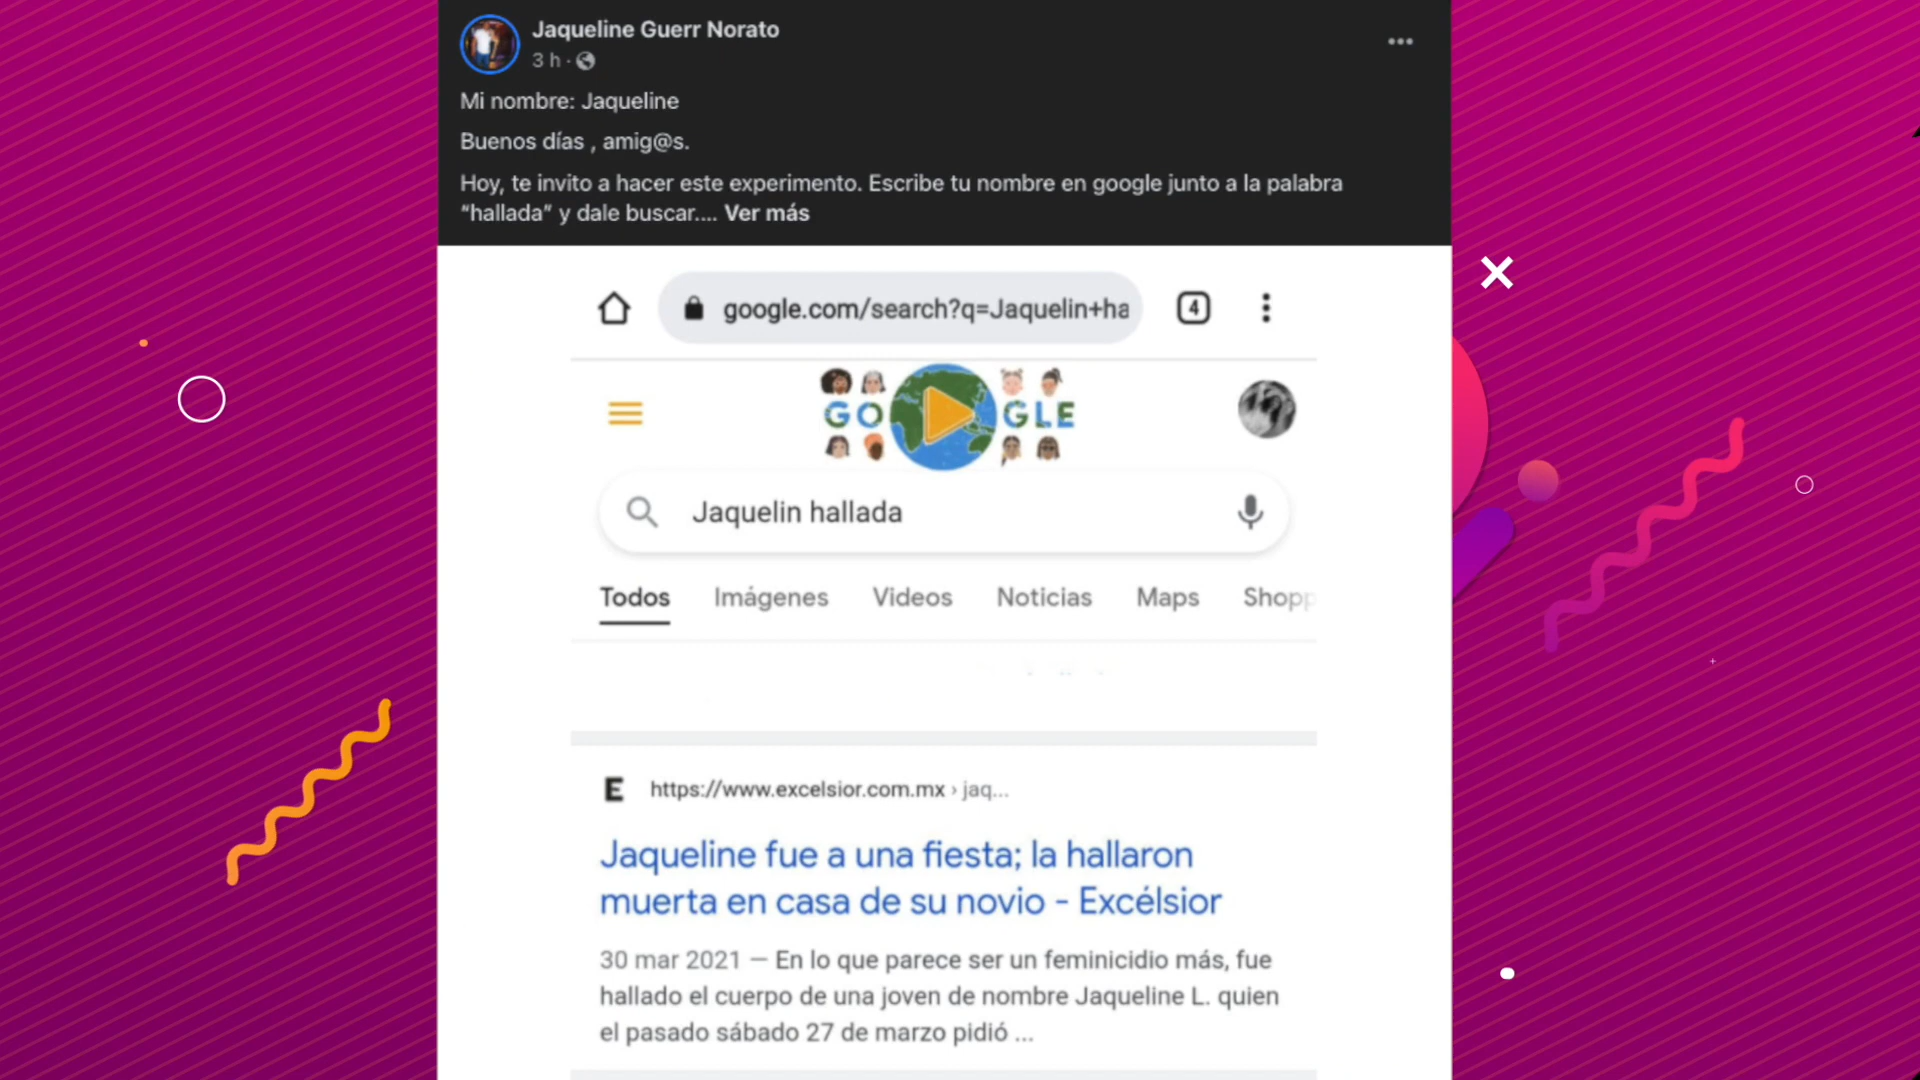 Jaqueline Guerr Norato
3 h ·
Mi nombre: Jaqueline
Buenos días , amig@s.
Hoy, te invito a hacer este experimento. Escribe tu nombre en google junto a la palabra
“hallada” y dale buscar.... Ver más
google.com/search?q=Jaquelin+ha
4
GO GLE
Jaquelin hallada
Todos Imágenes Videos Noticias Maps Shopp
E https://www.excelsior.com.mx › jaq...
Jaqueline fue a una fiesta; la hallaron
muerta en casa de su novio - Excélsior
30 mar 2021 — En lo que parece ser un feminicidio más, fue
hallado el cuerpo de una joven de nombre Jaqueline L. quien
el pasado sábado 27 de marzo pidió ...